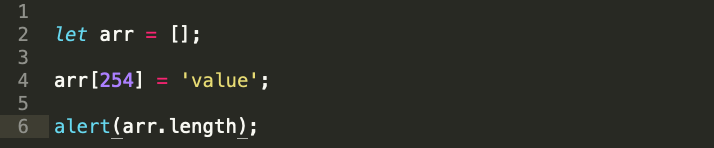 1
2 let arr = [];
3
4 arr[254] = 'value';
5
6 alert(arr.length);